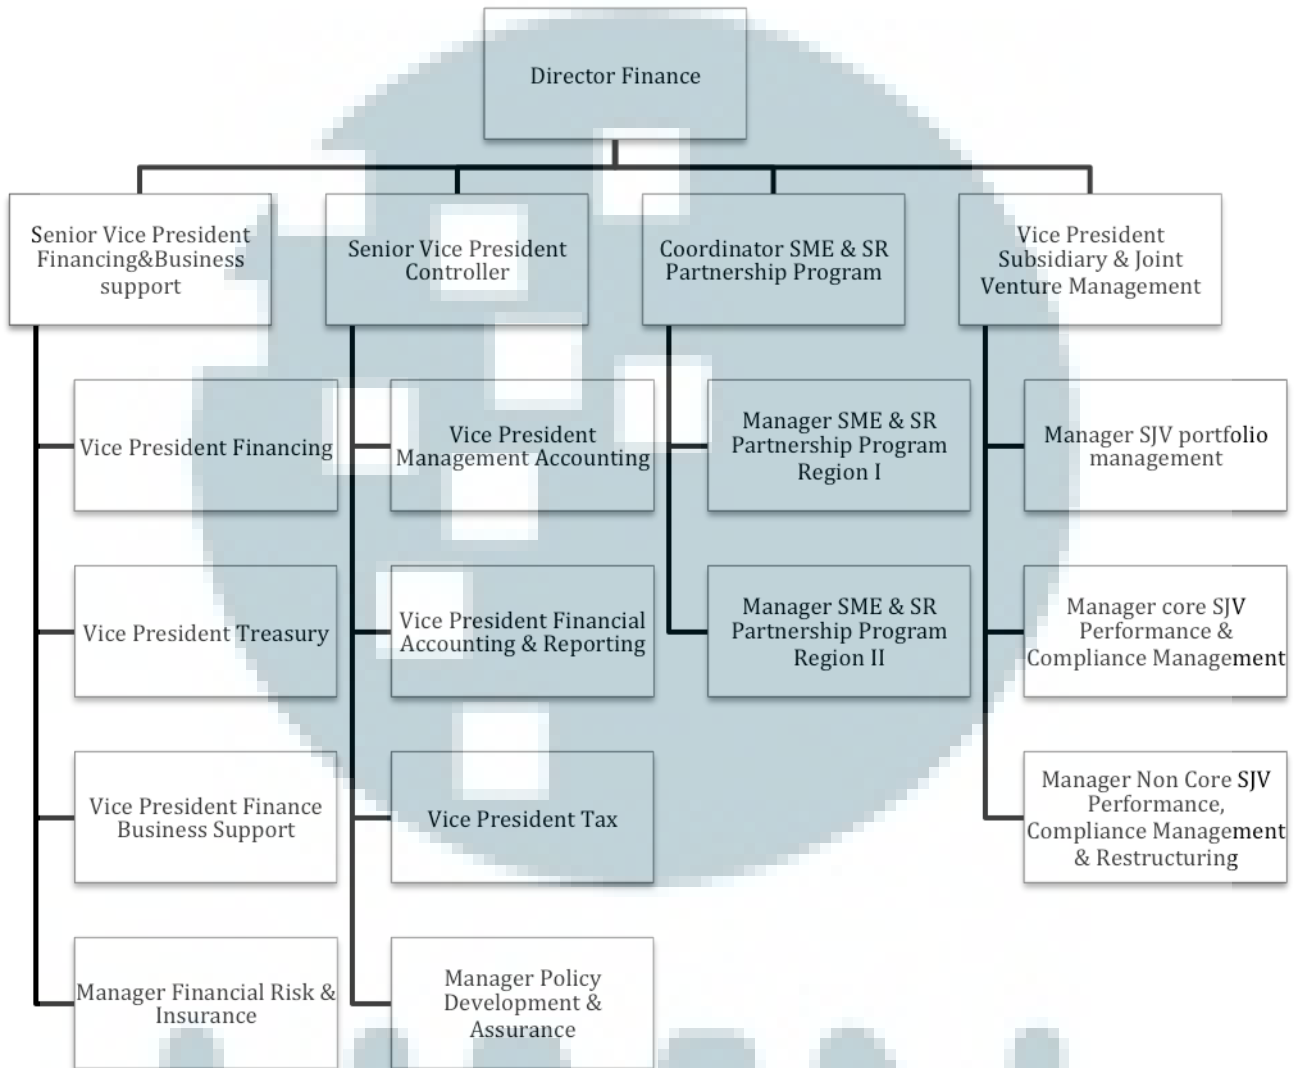 Director Finance
Senior Vice President
Financing&Business
support
Senior Vice President
Controller
Coordinator SME & SR
Partnership Program
Vice President
Subsidiary & Joint
Venture Management
Vice President Financing
Vice President
Management Accounting
Manager SME & SR
Partnership Program
Region I
Manager SJV portfolio
management
Vice President Treasury
Vice President Financial
Accounting & Reporting
Manager SME & SR
Partnership Program
Region II
Manager core SJV
Performance &
Compliance Management
Vice President Finance
Business Support
Vice President Tax
Manager Non Core SJV
Performance,
Compliance Management
& Restructuring
Manager Financial Risk &
Insurance
Manager Policy
Development &
Assurance